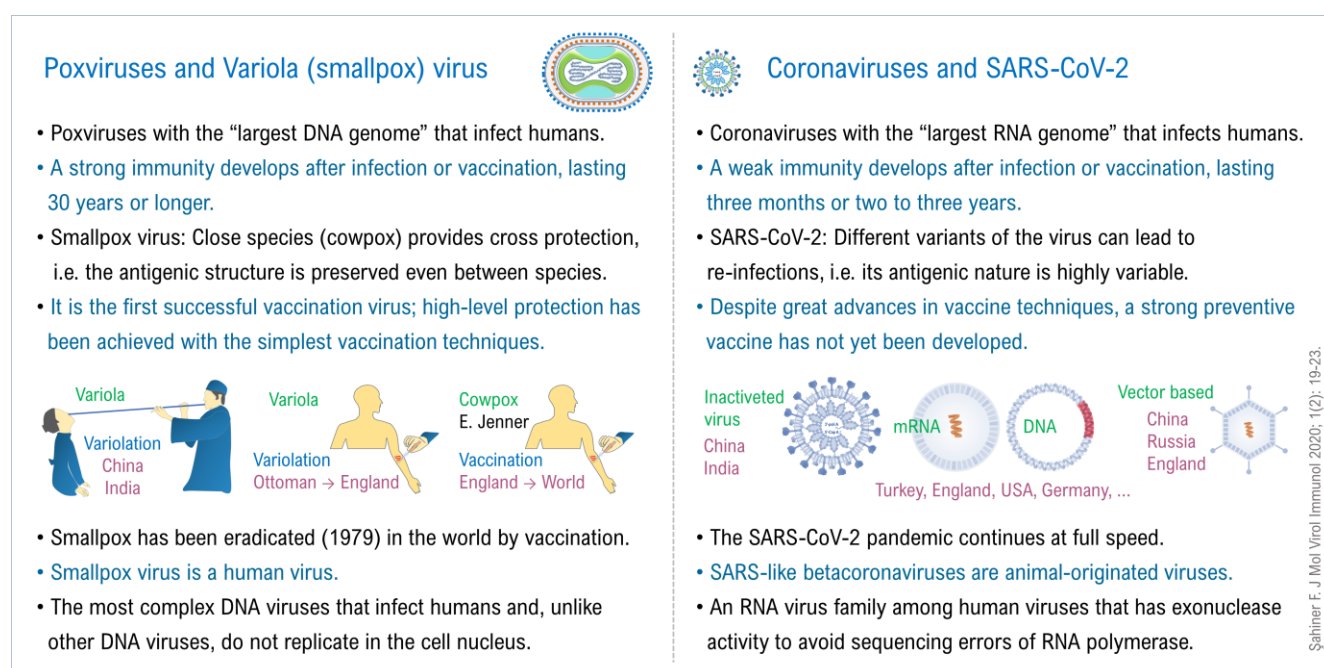 Poxviruses and Variola (smallpox) virus
• Poxviruses with the “largest DNA genome” that infect humans.
• A strong immunity develops after infection or vaccination, lasting
30 years or longer.
• Smallpox virus: Close species (cowpox) provides cross protection,
i.e. the antigenic structure is preserved even between species.
• It is the first successful vaccination virus; high-level protection has
been achieved with the simplest vaccination techniques.
Variola
Variolation
China
India
Variola
Variolation
Ottoman → England
Cowpox
E. Jenner
Vaccination
England → World
• Smallpox has been eradicated (1979) in the world by vaccination.
• Smallpox virus is a human virus.
• The most complex DNA viruses that infect humans and, unlike
other DNA viruses, do not replicate in the cell nucleus.
Coronaviruses and SARS-CoV-2
• Coronaviruses with the “largest RNA genome” that infects humans.
• A weak immunity develops after infection or vaccination, lasting
three months or two to three years.
• SARS-CoV-2: Different variants of the virus can lead to
re-infections, i.e. its antigenic nature is highly variable.
• Despite great advances in vaccine techniques, a strong preventive
vaccine has not yet been developed.
Inactiveted
virus
China
India
mRNA
DNA
Vector based
China
Russia
England
Turkey, England, USA, Germany, ...
• The SARS-CoV-2 pandemic continues at full speed.
• SARS-like betacoronaviruses are animal-originated viruses.
• An RNA virus family among human viruses that has exonuclease
activity to avoid sequencing errors of RNA polymerase.
Şahiner F. J Mol Virol Immunol 2020; 1(2): 19-23.